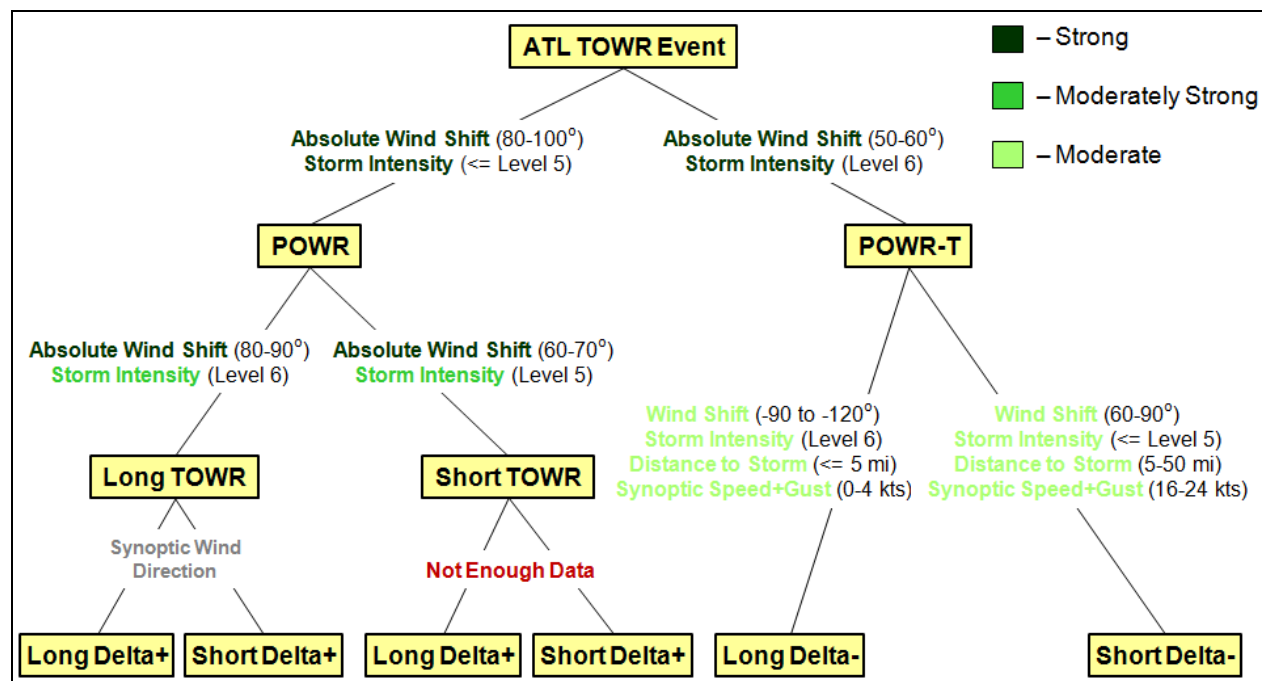 ATL TOWR Event
– Strong
– Moderately Strong
– Moderate
Absolute Wind Shift (80-100°)
Storm Intensity (<= Level 5)
Absolute Wind Shift (50-60°)
Storm Intensity (Level 6)
POWR
POWR-T
Absolute Wind Shift (80-90°)
Storm Intensity (Level 6)
Absolute Wind Shift (60-70°)
Storm Intensity (Level 5)
Wind Shift (-90 to -120°)
Storm Intensity (Level 6)
Distance to Storm (<= 5 mi)
Synoptic Speed+Gust (0-4 kts)
Wind Shift (60-90°)
Storm Intensity (<= Level 5)
Distance to Storm (5-50 mi)
Synoptic Speed+Gust (16-24 kts)
Long TOWR
Short TOWR
Synoptic Wind
Direction
Not Enough Data
Long Delta+
Short Delta+
Long Delta+
Short Delta+
Long Delta-
Short Delta-